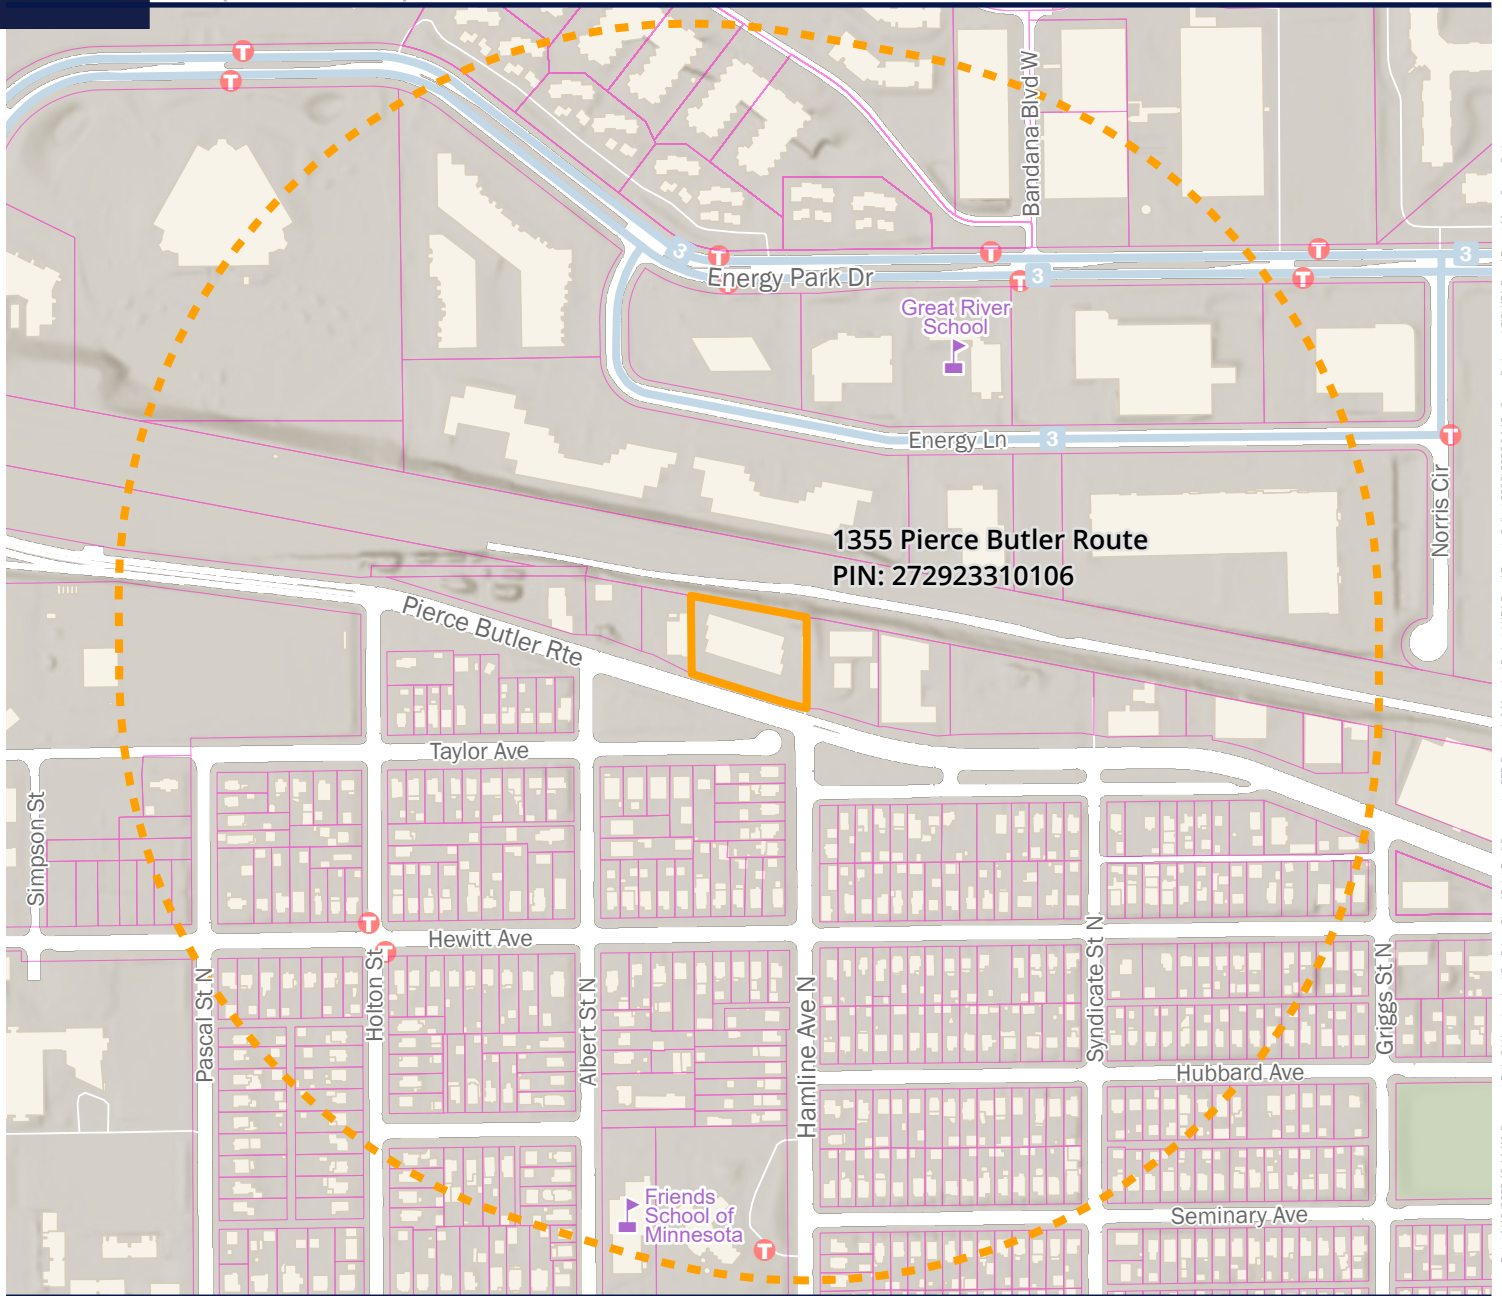 Bandana Blvd W
T
T
3
T
T
T
T
3
T
T
3
Energy Park Dr
Great River
School
Energy Ln
3
T
Norris Cir
1355 Pierce Butler Route
PIN: 272923310106
Pierce Butler Rte
Taylor Ave
Simpson St
T
T
Hewitt Ave
Pascal St N
Holton St
Albert St N
Hamline Ave N
Syndicate St N
Griggs St N
Hubbard Ave
Friends
School of
Minnesota
T
Seminary Ave